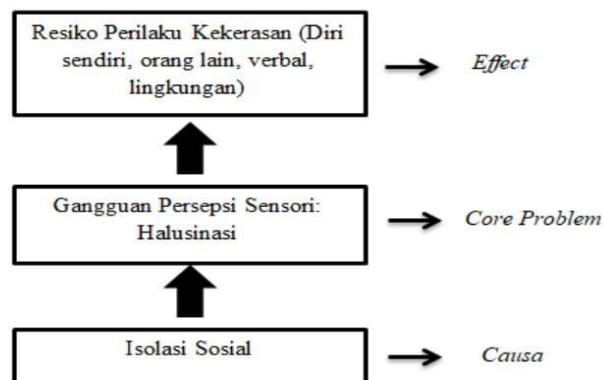 Resiko Perilaku Kekerasan (Diri
sendiri, orang lain, verbal,
lingkungan)
Effect
Gangguan Persepsi Sensori:
Halusinasi
Core Problem
Isolasi Sosial
Causa